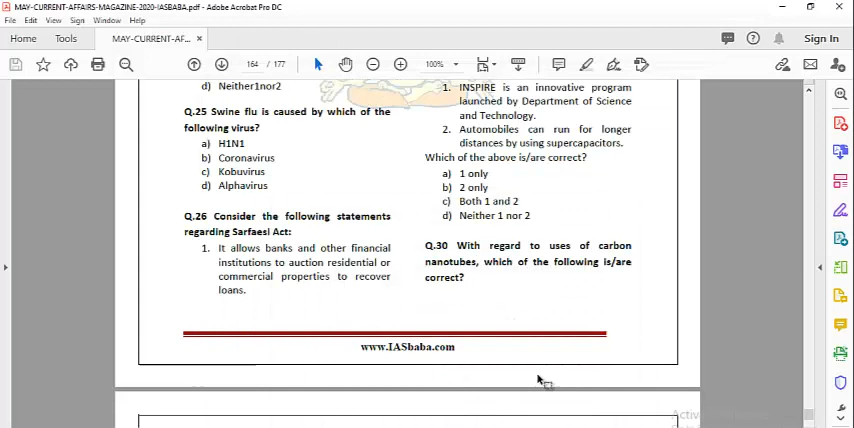 MAY-CURRENT-AFFAIRS-MAGAZINE-2020-IASBABA.pdf - Adobe Acrobat Pro DC
File Edit View Sign Window Help
Home Tools MAY-CURRENT-AF... × Sign In
164 / 177 100%
d) Neither1nor2
Q.25 Swine flu is caused by which of the
following virus?
a) H1N1
b) Coronavirus
c) Kobuvirus
d) Alphavirus
Q.26 Consider the following statements
regarding Sarfaesi Act:
1. It allows banks and other financial
institutions to auction residential or
commercial properties to recover
loans.
1. INSPIRE is an innovative program
launched by Department of Science
and Technology.
2. Automobiles can run for longer
distances by using supercapacitors.
Which of the above is/are correct?
a) 1 only
b) 2 only
c) Both 1 and 2
d) Neither 1 nor 2
Q.30 With regard to uses of carbon
nanotubes, which of the following is/are
correct?
www.IASbaba.com